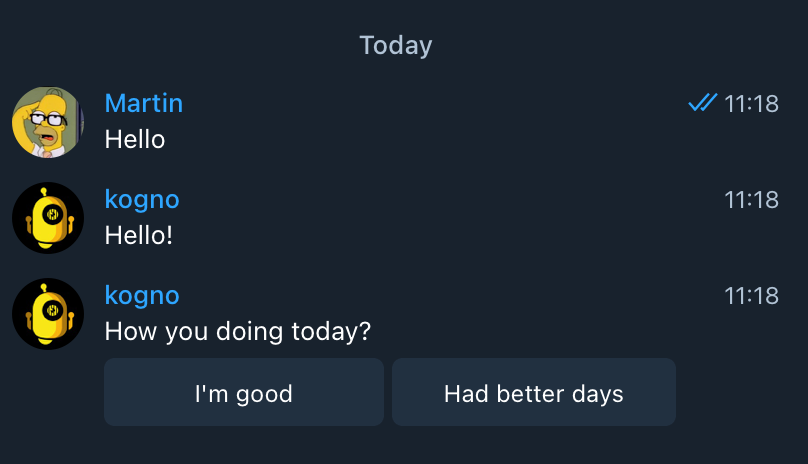 Today
Martin
11:18
Hello
kogno
11:18
Hello!
kogno
11:18
How you doing today?
I'm good
Had better days